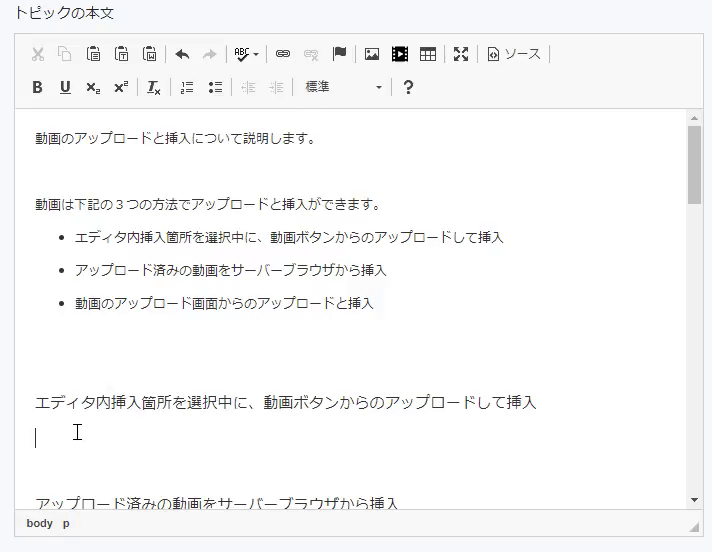 トピックの本文
ABC
ソース
B U x₂ x² Tx 標準 ?
動画のアップロードと挿入について説明します。
動画は下記の３つの方法でアップロードと挿入ができます。
• エディタ内挿入箇所を選択中に、動画ボタンからのアップロードして挿入
• アップロード済みの動画をサーバーブラウザから挿入
• 動画のアップロード画面からのアップロードと挿入
エディタ内挿入箇所を選択中に、動画ボタンからのアップロードして挿入
アップロード済みの動画をサーバーブラウザから挿入
body p